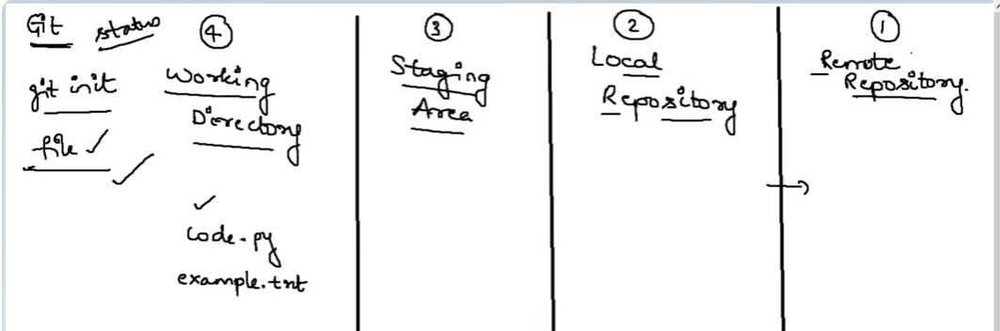 Git status
git init
file ✓
④
Working
Directory
code.py
example.txt
③
Staging
Area
②
Local
Repository
①
Remote
Repository.